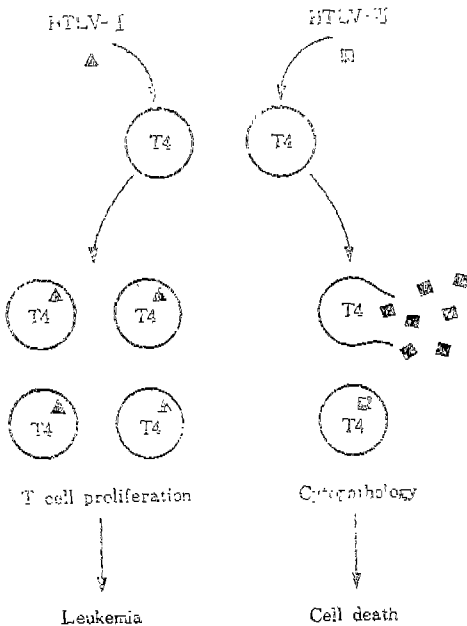 HTLV-I
HTLV-III
T4
T4
T4
T4
T4
T4
T4
T4
T cell proliferation
Cytopathology
Leukemia
Cell death